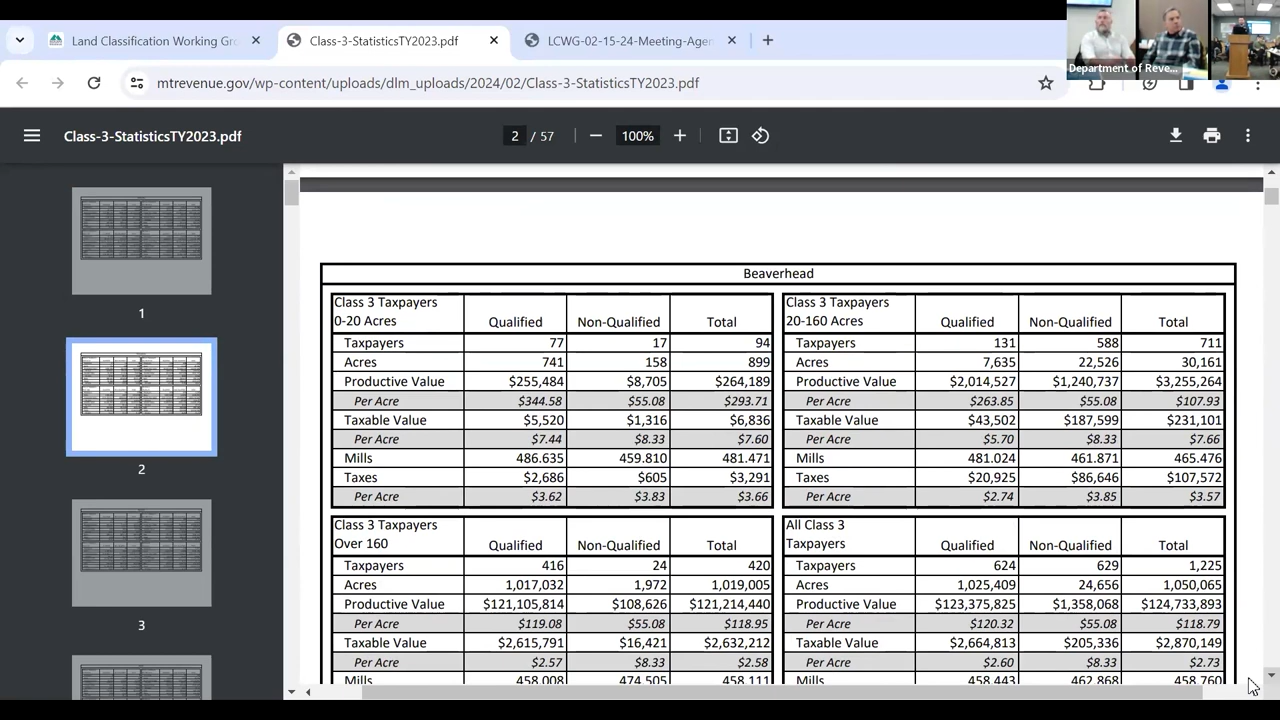 Land Classification Working Gr
Class-3-StatisticsTY2023.pdf
LCWG-02-15-24-Meeting-Agen
Department of Reve...
mtrevenue.gov/wp-content/uploads/dlm_uploads/2024/02/Class-3-StatisticsTY2023.pdf
Class-3-StatisticsTY2023.pdf
2 / 57
100%
1
2
3
Beaverhead
Class 3 Taxpayers
0-20 Acres Qualified Non-Qualified Total
Taxpayers 77 17 94
Acres 741 158 899
Productive Value $255,484 $8,705 $264,189
Per Acre $344.58 $55.08 $293.71
Taxable Value $5,520 $1,316 $6,836
Per Acre $7.44 $8.33 $7.60
Mills 486.635 459.810 481.471
Taxes $2,686 $605 $3,291
Per Acre $3.62 $3.83 $3.66
Class 3 Taxpayers
20-160 Acres Qualified Non-Qualified Total
Taxpayers 131 588 711
Acres 7,635 22,526 30,161
Productive Value $2,014,527 $1,240,737 $3,255,264
Per Acre $263.85 $55.08 $107.93
Taxable Value $43,502 $187,599 $231,101
Per Acre $5.70 $8.33 $7.66
Mills 481.024 461.871 465.476
Taxes $20,925 $86,646 $107,572
Per Acre $2.74 $3.85 $3.57
Class 3 Taxpayers
Over 160 Qualified Non-Qualified Total
Taxpayers 416 24 420
Acres 1,017,032 1,972 1,019,005
Productive Value $121,105,814 $108,626 $121,214,440
Per Acre $119.08 $55.08 $118.95
Taxable Value $2,615,791 $16,421 $2,632,212
Per Acre $2.57 $8.33 $2.58
Mills 458.008 474.505 458.111
All Class 3
Taxpayers Qualified Non-Qualified Total
Taxpayers 624 629 1,225
Acres 1,025,409 24,656 1,050,065
Productive Value $123,375,825 $1,358,068 $124,733,893
Per Acre $120.32 $55.08 $118.79
Taxable Value $2,664,813 $205,336 $2,870,149
Per Acre $2.60 $8.33 $2.73
Mills 458.443 462.868 458.760